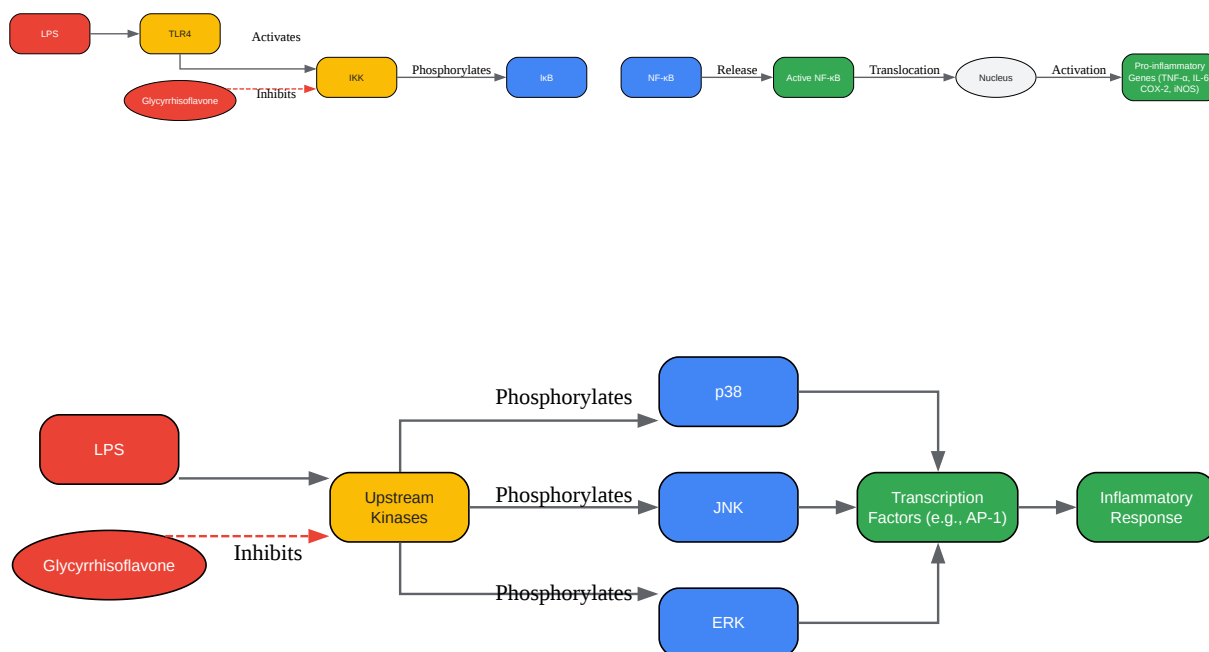 LPS
TLR4
Activates
Glycyrrhisoflavone
Inhibits
IKK
Phosphorylates
IκB
NF-κB
Release
Active NF-κB
Translocation
Nucleus
Activation
Pro-inflammatory
Genes (TNF-α, IL-6
COX-2, iNOS)
LPS
Glycyrrhisoflavone
Inhibits
Upstream
Kinases
Phosphorylates
p38
Phosphorylates
JNK
Phosphorylates
ERK
Transcription
Factors (e.g., AP-1)
Inflammatory
Response